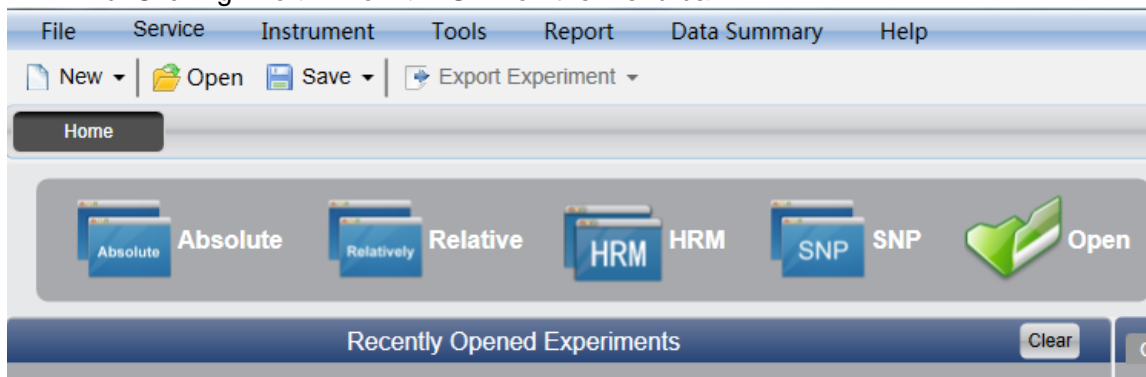 File Service Instrument Tools Report Data Summary Help
New Open Save Export Experiment
Home
Absolute Absolute Relatively Relative HRM HRM SNP SNP Open
Recently Opened Experiments Clear